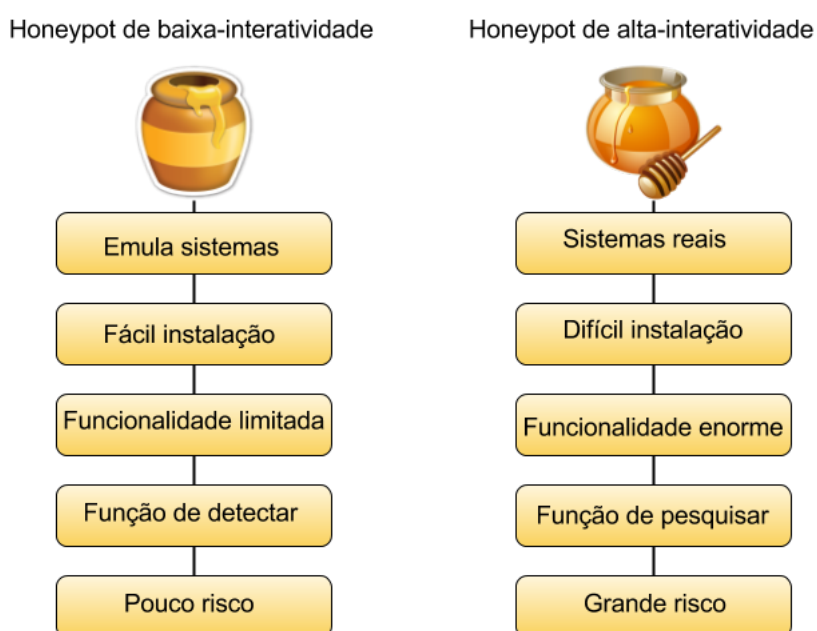 Honeypot de baixa-interatividade
Emula sistemas
Fácil instalação
Funcionalidade limitada
Função de detectar
Pouco risco
Honeypot de alta-interatividade
Sistemas reais
Difícil instalação
Funcionalidade enorme
Função de pesquisar
Grande risco